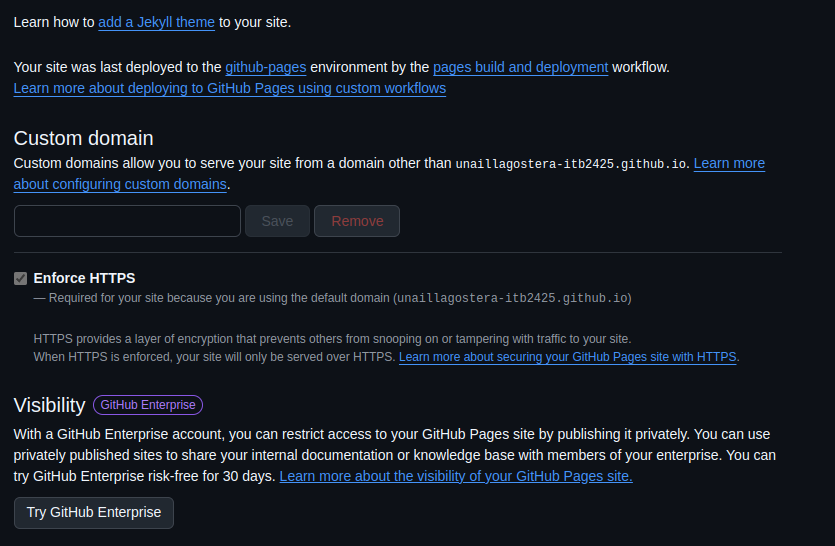 Learn how to add a Jekyll theme to your site.
Your site was last deployed to the github-pages environment by the pages build and deployment workflow.
Learn more about deploying to GitHub Pages using custom workflows
Custom domain
Custom domains allow you to serve your site from a domain other than unaillagostera-itb2425.github.io. Learn more
about configuring custom domains.
Save Remove
Enforce HTTPS
— Required for your site because you are using the default domain (unaillagostera-itb2425.github.io)
HTTPS provides a layer of encryption that prevents others from snooping on or tampering with traffic to your site.
When HTTPS is enforced, your site will only be served over HTTPS. Learn more about securing your GitHub Pages site with HTTPS.
Visibility GitHub Enterprise
With a GitHub Enterprise account, you can restrict access to your GitHub Pages site by publishing it privately. You can use
privately published sites to share your internal documentation or knowledge base with members of your enterprise. You can
try GitHub Enterprise risk-free for 30 days. Learn more about the visibility of your GitHub Pages site.
Try GitHub Enterprise